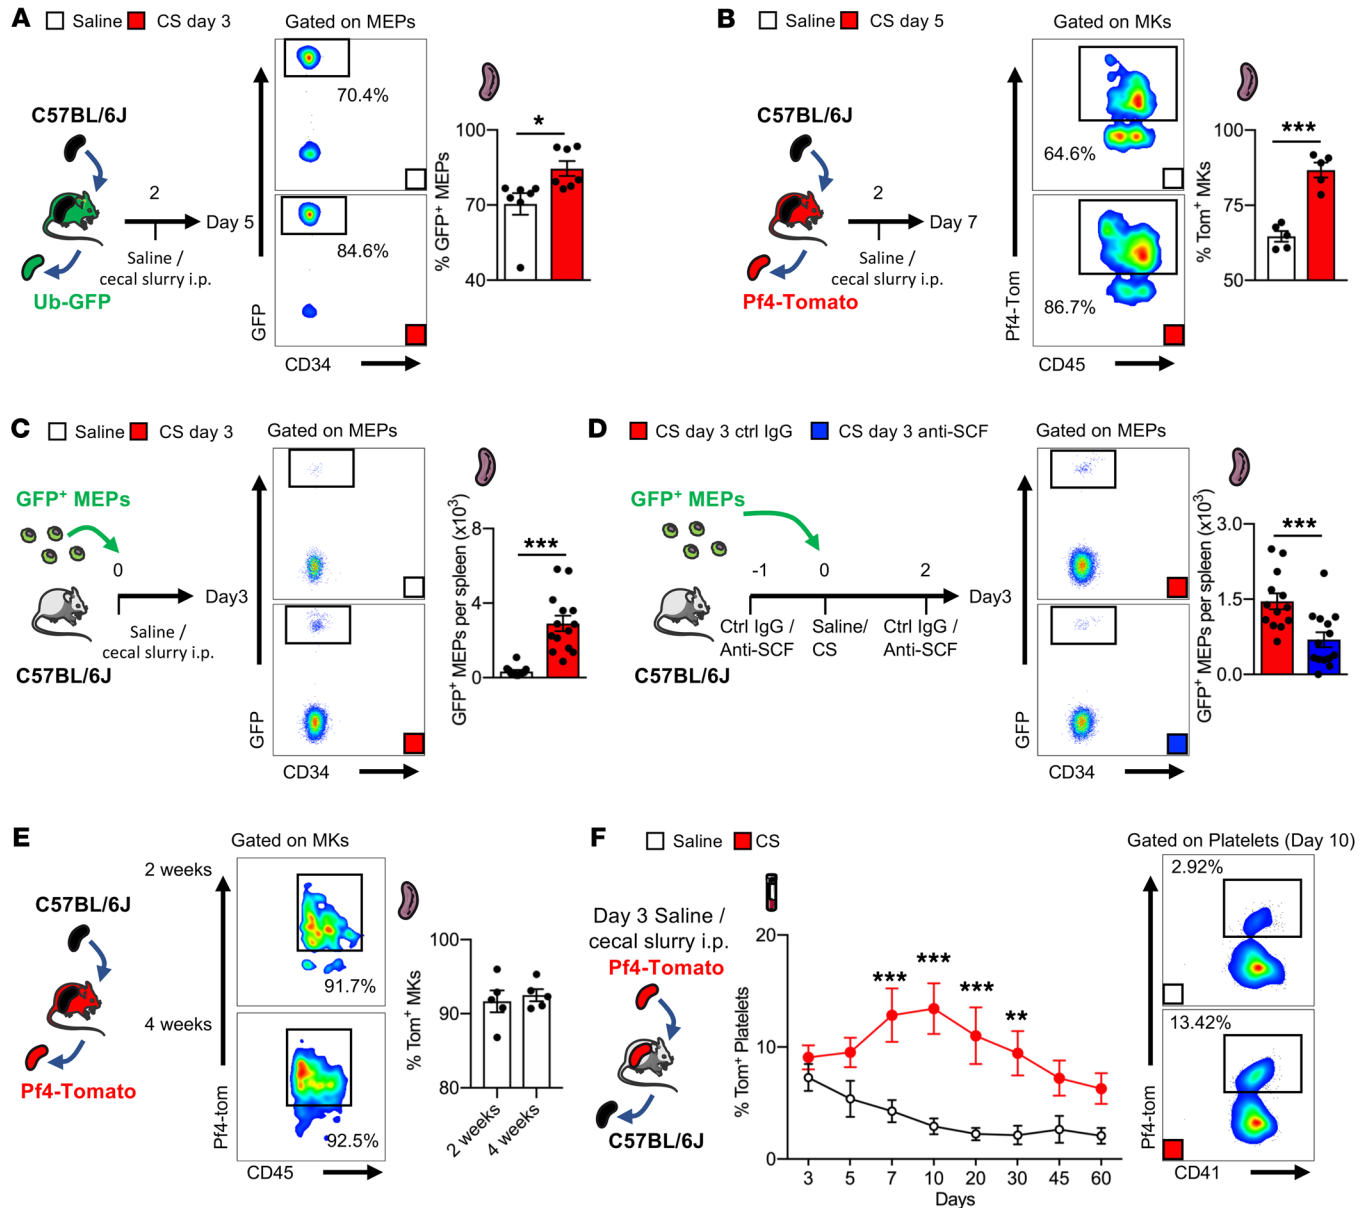 A
Saline
CS day 3
Gated on MEPs
C57BL/6J
2
Day 5
Saline /
cecal slurry i.p.
Ub-GFP
70.4%
84.6%
GFP
CD34
% GFP+ MEPs
100
70
40
*
B
Saline
CS day 5
Gated on MKs
C57BL/6J
2
Day 7
Saline /
cecal slurry i.p.
Pf4-Tomato
64.6%
86.7%
Pf4-Tom
CD45
% Tom+ MKs
100
75
50
***
C
Saline
CS day 3
Gated on MEPs
GFP+ MEPs
0
Day3
Saline /
cecal slurry i.p.
C57BL/6J
GFP
CD34
GFP+ MEPs per spleen (x10³)
8
4
0
***
D
CS day 3 ctrl IgG
CS day 3 anti-SCF
Gated on MEPs
GFP+ MEPs
-1
0
2
Day3
Ctrl IgG /
Anti-SCF
Saline/
CS
Ctrl IgG /
Anti-SCF
C57BL/6J
GFP
CD34
GFP+ MEPs per spleen (x10³)
3.0
1.5
0.0
***
E
Gated on MKs
2 weeks
C57BL/6J
4 weeks
Pf4-Tomato
91.7%
92.5%
Pf4-tom
CD45
% Tom+ MKs
100
90
80
2 weeks
4 weeks
F
Saline
CS
Day 3 Saline /
cecal slurry i.p.
Pf4-Tomato
C57BL/6J
% Tom+ Platelets
20
10
0
***
***
***
**
3
5
7
10
20
30
45
60
Days
Gated on Platelets (Day 10)
2.92%
13.42%
Pf4-tom
CD41